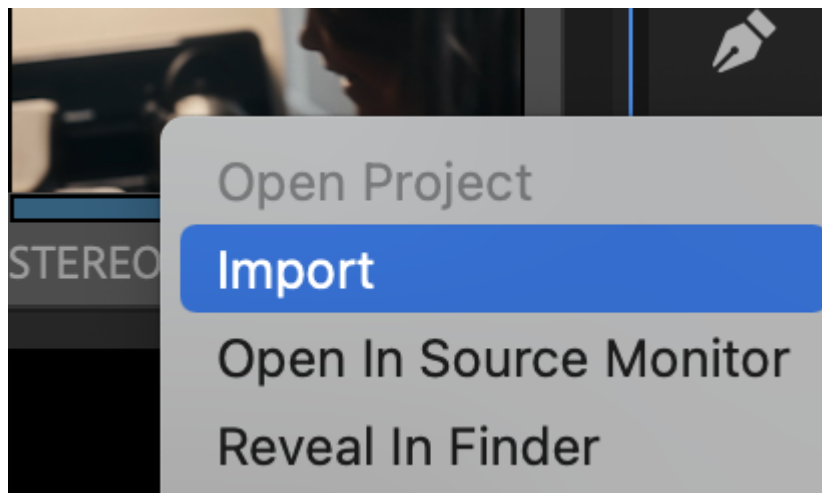 Open Project
STEREO
Import
Open In Source Monitor
Reveal In Finder